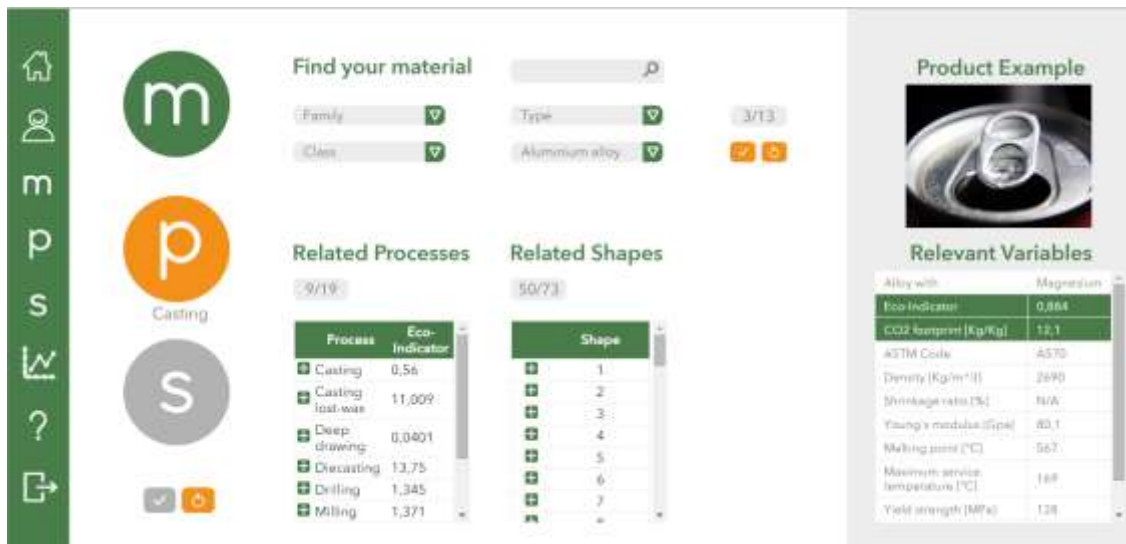 m
p
s
?
m
p
Casting
s
Find your material
Family
Type
3/13
Class
Aluminium alloy
Related Processes
9/19
Process Eco-Indicator
Casting 0,56
Casting lost-wax 11,009
Deep drawing 0,0401
Diecasting 13,75
Drilling 1,345
Milling 1,371
Related Shapes
50/73
Shape
1
2
3
4
5
6
7
Product Example
Relevant Variables
Alloy with Magnesium
Eco-Indicator 0,884
CO2 footprint [Kg/Kg] 12,1
ASTM Code A570
Density [Kg/m^3] 2690
Shrinkage ratio [%] N/A
Young's modulus [Gpa] 80,1
Melting point [°C] 567
Maximum service temperature [°C] 169
Yield strength [MPa] 128